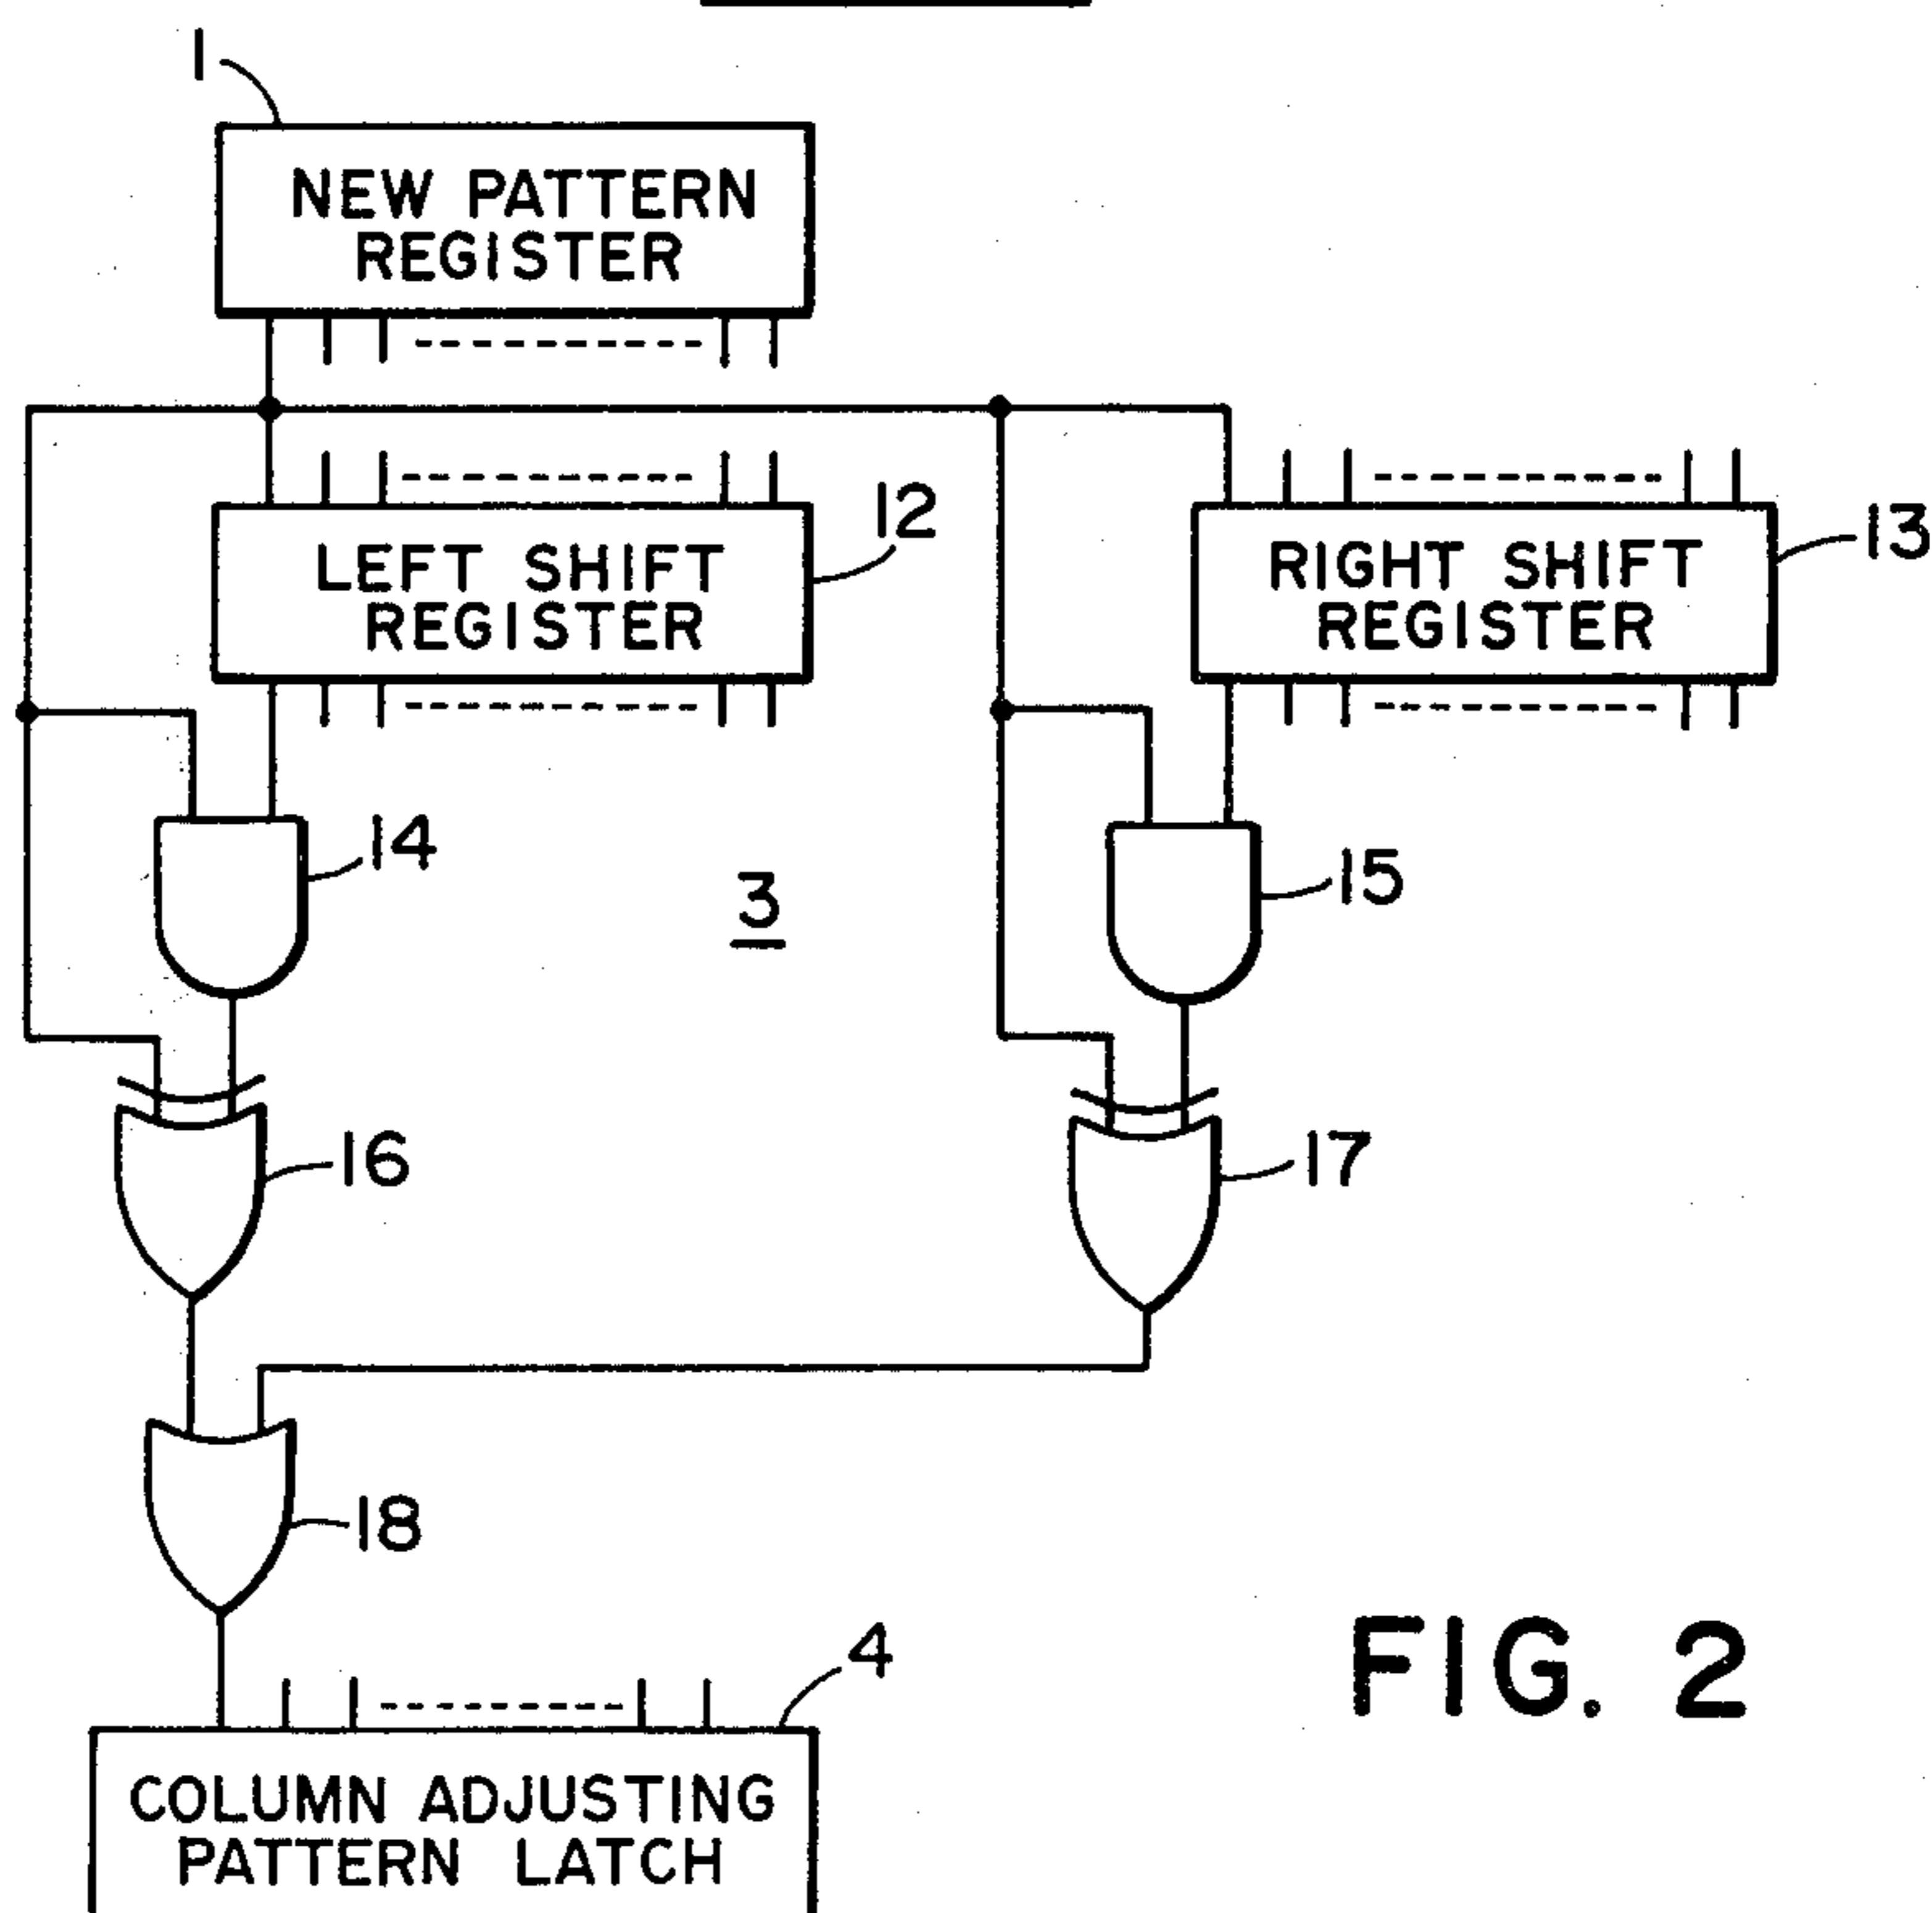 1
NEW PATTERN
REGISTER
12
LEFT SHIFT
REGISTER
13
RIGHT SHIFT
REGISTER
14
3
15
16
17
18
4
FIG. 2
COLUMN ADJUSTING
PATTERN LATCH